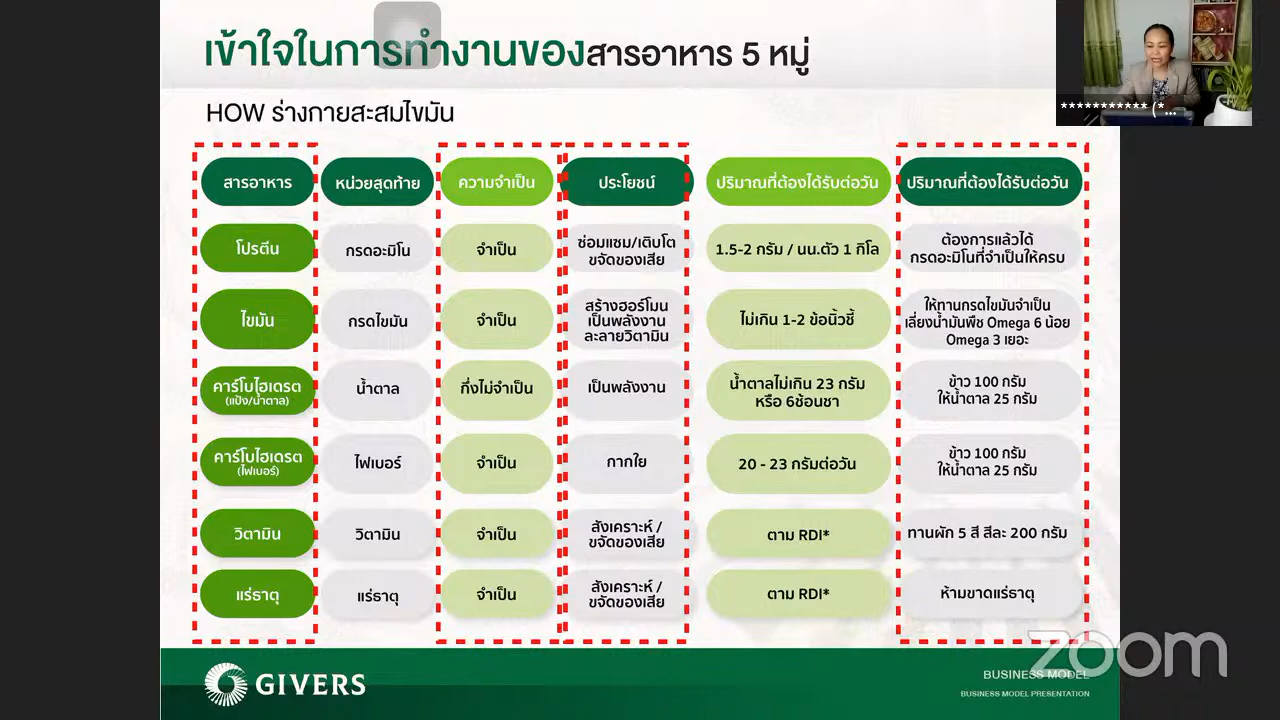 เข้าใจในการทำงานของสารอาหาร 5 หมู่
HOW ร่างกายสะสมไขมัน
*********** (*
...
สารอาหาร หน่วยสุดท้าย ความจำเป็น ประโยชน์ ปริมาณที่ต้องได้รับต่อวัน ปริมาณที่ต้องได้รับต่อวัน
โปรตีน กรดอะมิโน จำเป็น
ซ่อมแซม/เติบโต
ขจัดของเสีย
1.5-2 กรัม / นน.ตัว 1 กิโล
ต้องการแล้วได้
กรดอะมิโนที่จำเป็นให้ครบ
ไขมัน กรดไขมัน จำเป็น
สร้างฮอร์โมน
เป็นพลังงาน
ละลายวิตามิน
ไม่เกิน 1-2 ข้อนิ้วชี้
ให้ทานกรดไขมันจำเป็น
เลี่ยงน้ำมันพืช Omega 6 น้อย
Omega 3 เยอะ
คาร์โบไฮเดรต
(แป้ง/น้ำตาล)
น้ำตาล กึ่งไม่จำเป็น เป็นพลังงาน
น้ำตาลไม่เกิน 23 กรัม
หรือ 6ช้อนชา
ข้าว 100 กรัม
ให้น้ำตาล 25 กรัม
คาร์โบไฮเดรต
(ไฟเบอร์)
ไฟเบอร์ จำเป็น กากใย 20 - 23 กรัมต่อวัน
ข้าว 100 กรัม
ให้น้ำตาล 25 กรัม
วิตามิน วิตามิน จำเป็น
สังเคราะห์ /
ขจัดของเสีย
ตาม RDI* ทานผัก 5 สี สีละ 200 กรัม
แร่ธาตุ แร่ธาตุ จำเป็น
สังเคราะห์ /
ขจัดของเสีย
ตาม RDI* ห้ามขาดแร่ธาตุ
zoom
GIVERS
BUSINESS MODEL
BUSINESS MODEL PRESENTATION